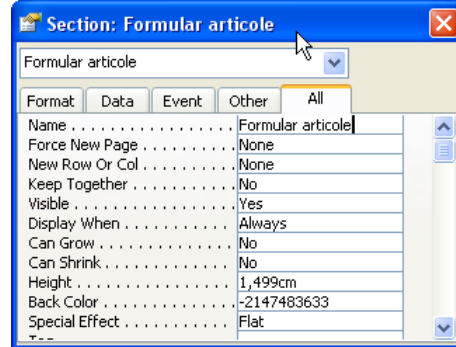 Section: Formular articole
Formular articole
Format Data Event Other All
Name . . . . . . . . . . . . . . . . . Formular articole
Force New Page . . . . . . . . . . None
New Row Or Col . . . . . . . . . . None
Keep Together . . . . . . . . . . . No
Visible . . . . . . . . . . . . . . . . . Yes
Display When . . . . . . . . . . . . Always
Can Grow . . . . . . . . . . . . . . No
Can Shrink . . . . . . . . . . . . . . No
Height . . . . . . . . . . . . . . . . . 1,499cm
Back Color . . . . . . . . . . . . . . -2147483633
Special Effect . . . . . . . . . . . Flat